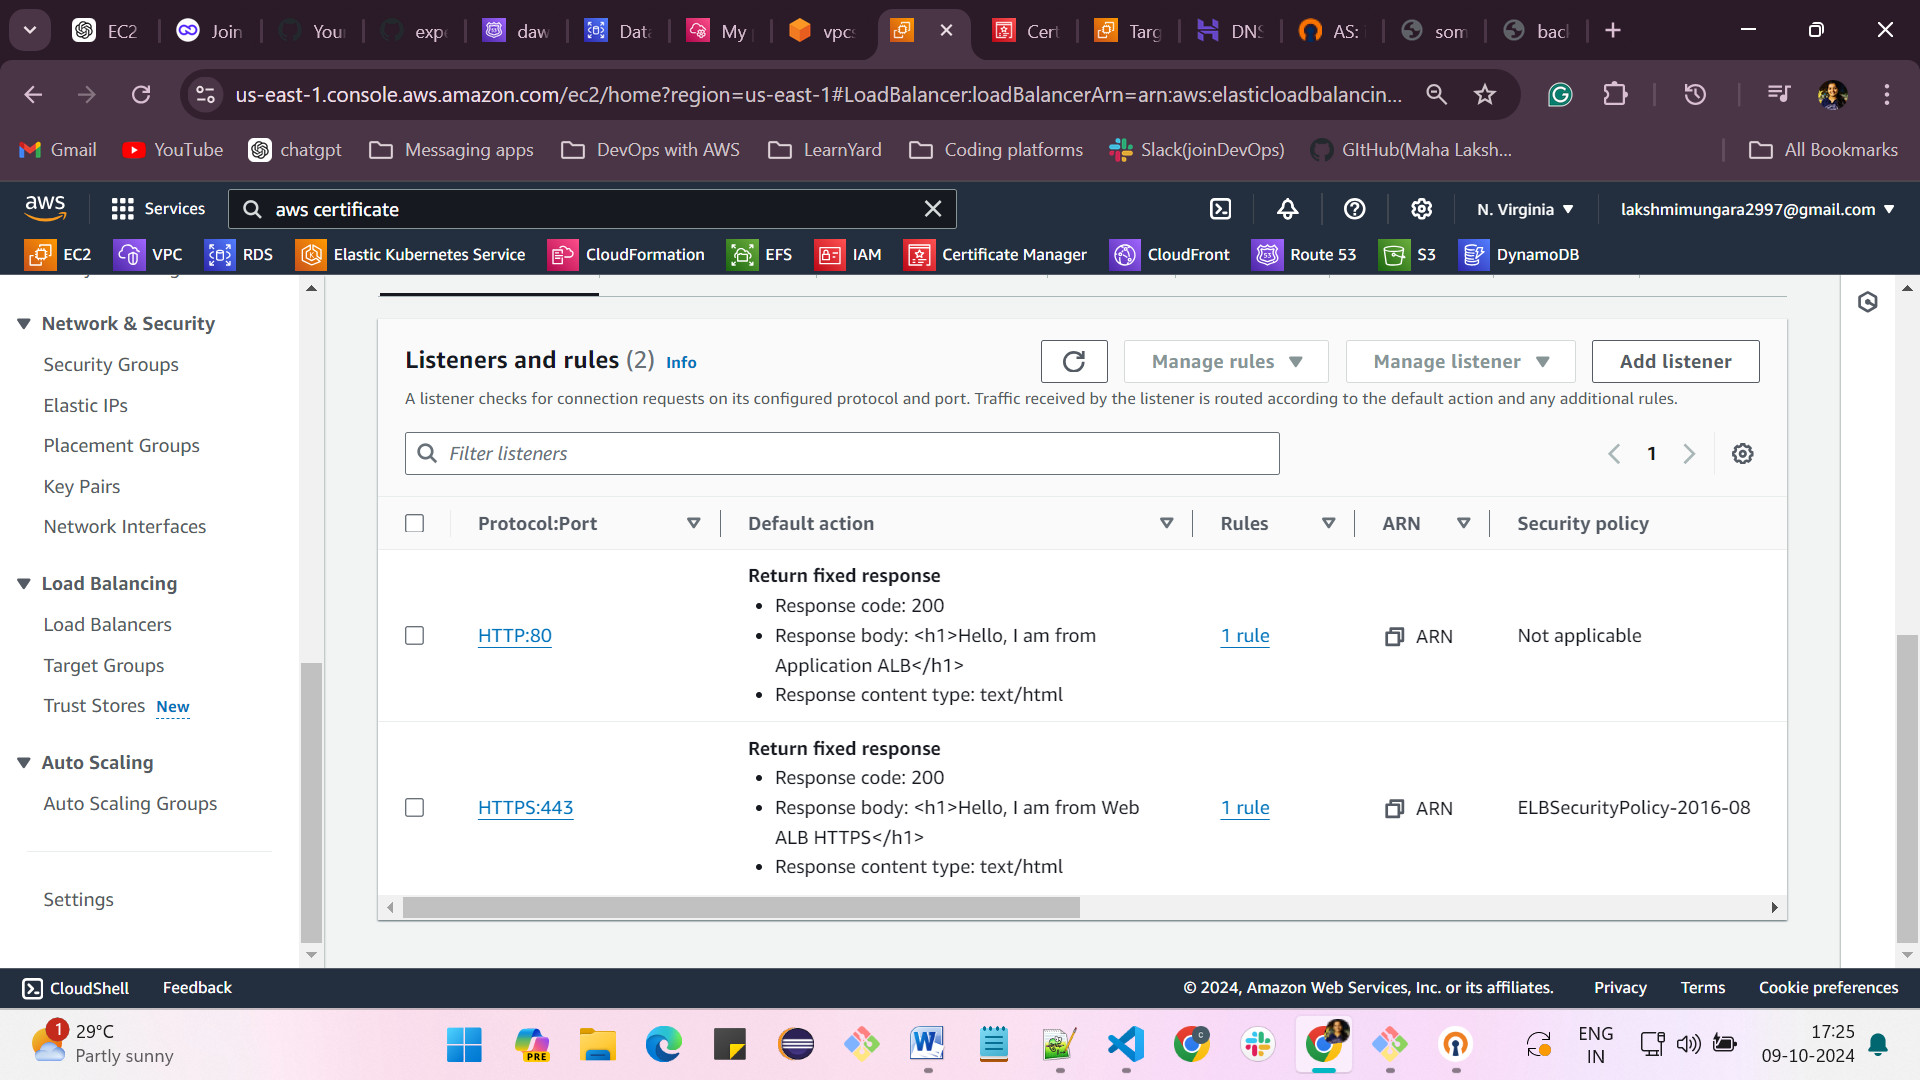 EC2
Join
You
expe
daw
Data
My
vpcs
Cert
Targ
DNS
AS:
som
back
us-east-1.console.aws.amazon.com/ec2/home?region=us-east-1#LoadBalancer:loadBalancerArn=arn:aws:elasticloadbalancin...
Gmail
YouTube
chatgpt
Messaging apps
DevOps with AWS
LearnYard
Coding platforms
Slack(joinDevOps)
GItHub(Maha Laksh...
All Bookmarks
aws
Services
aws certificate
N. Virginia
lakshmimungara2997@gmail.com
EC2
VPC
RDS
Elastic Kubernetes Service
CloudFormation
EFS
IAM
Certificate Manager
CloudFront
Route 53
S3
DynamoDB
Network & Security
Security Groups
Elastic IPs
Placement Groups
Key Pairs
Network Interfaces
Load Balancing
Load Balancers
Target Groups
Trust Stores New
Auto Scaling
Auto Scaling Groups
Settings
Listeners and rules (2) Info
Manage rules
Manage listener
Add listener
A listener checks for connection requests on its configured protocol and port. Traffic received by the listener is routed according to the default action and any additional rules.
Filter listeners
1
Protocol:Port
Default action
Rules
ARN
Security policy
Return fixed response
• Response code: 200
HTTP:80
• Response body: <h1>Hello, I am from
Application ALB</h1>
• Response content type: text/html
1 rule
ARN
Not applicable
Return fixed response
• Response code: 200
HTTPS:443
• Response body: <h1>Hello, I am from Web
ALB HTTPS</h1>
• Response content type: text/html
1 rule
ARN
ELBSecurityPolicy-2016-08
CloudShell
Feedback
© 2024, Amazon Web Services, Inc. or its affiliates.
Privacy
Terms
Cookie preferences
1
29°C
Partly sunny
PRE
ENG
IN
17:25
09-10-2024